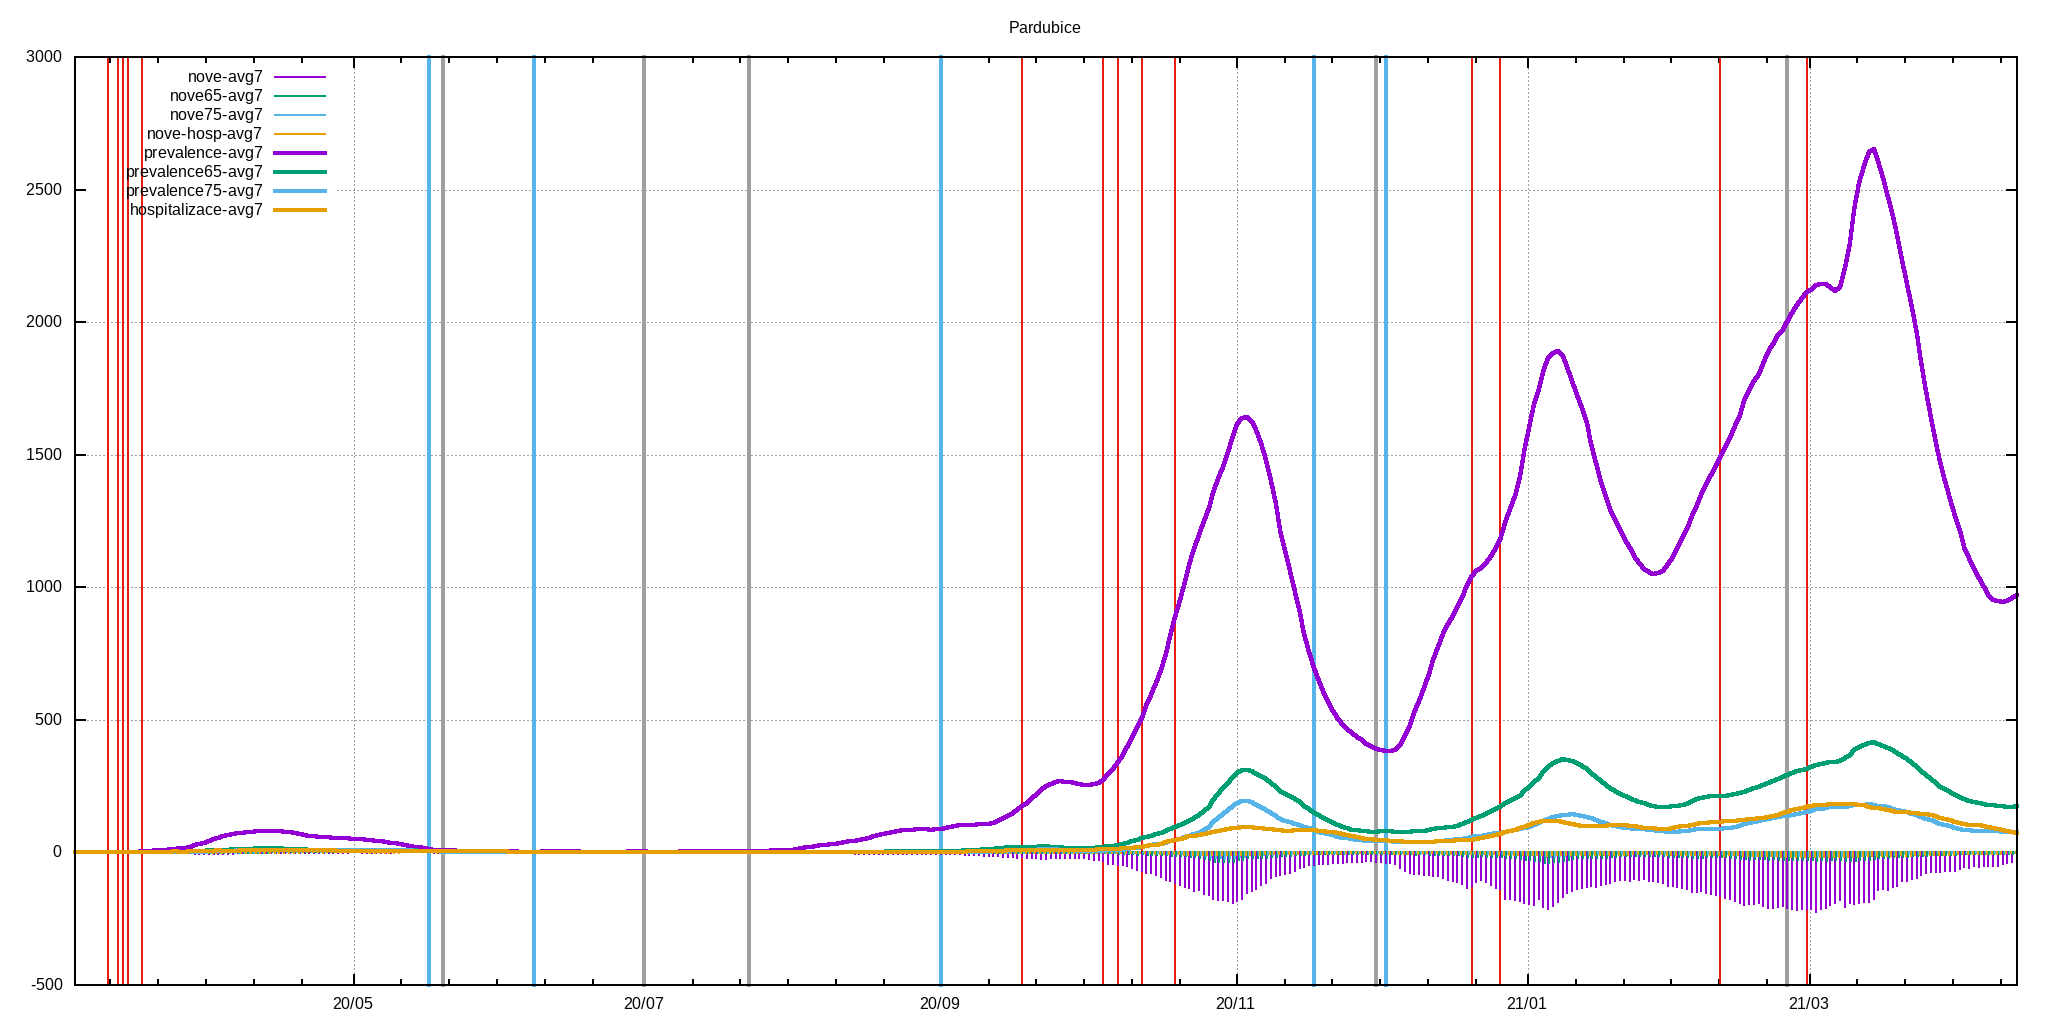 Pardubice
3000
2500
2000
1500
1000
500
0
-500
nove-avg7
nove65-avg7
nove75-avg7
nove-hosp-avg7
prevalence-avg7
prevalence65-avg7
prevalence75-avg7
hospitalizace-avg7
20/05 20/07 20/09 20/11 21/01 21/03